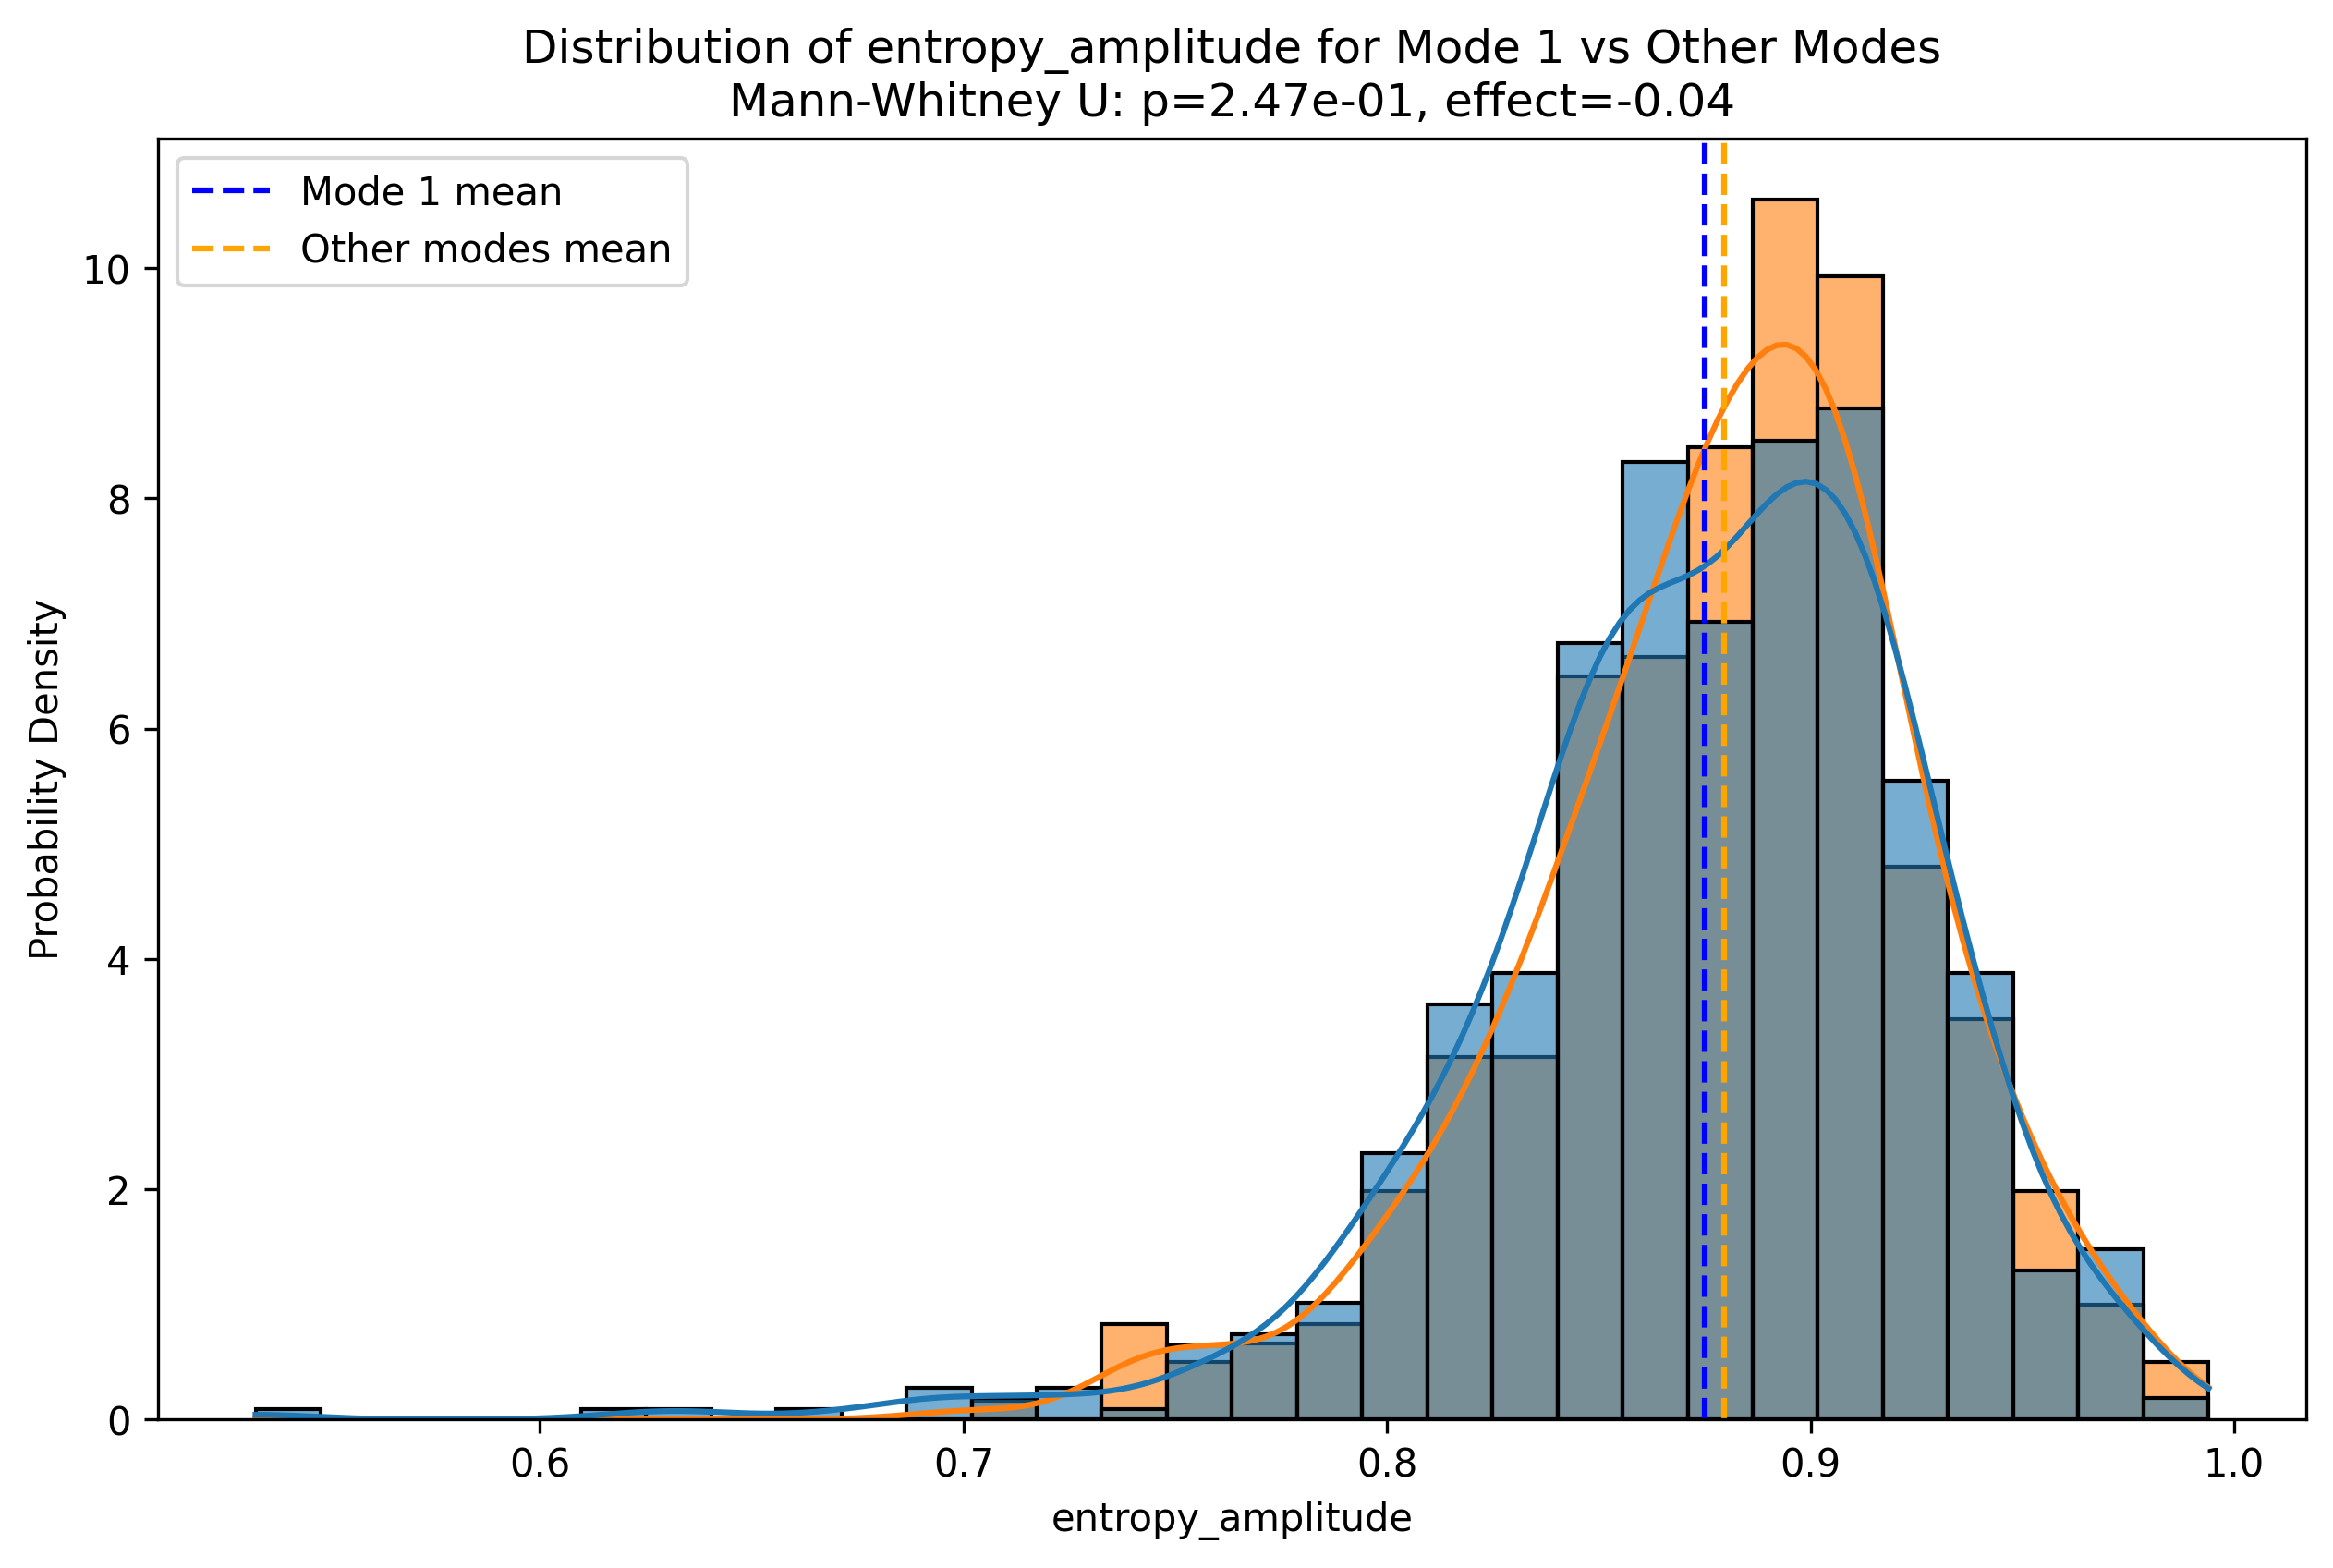 Distribution of entropy_amplitude for Mode 1 vs Other Modes
Mann-Whitney U: p=2.47e-01, effect=-0.04
Mode 1 mean
Other modes mean
10
8
6
4
2
0
Probability Density
0.6
0.7
0.8
0.9
1.0
entropy_amplitude